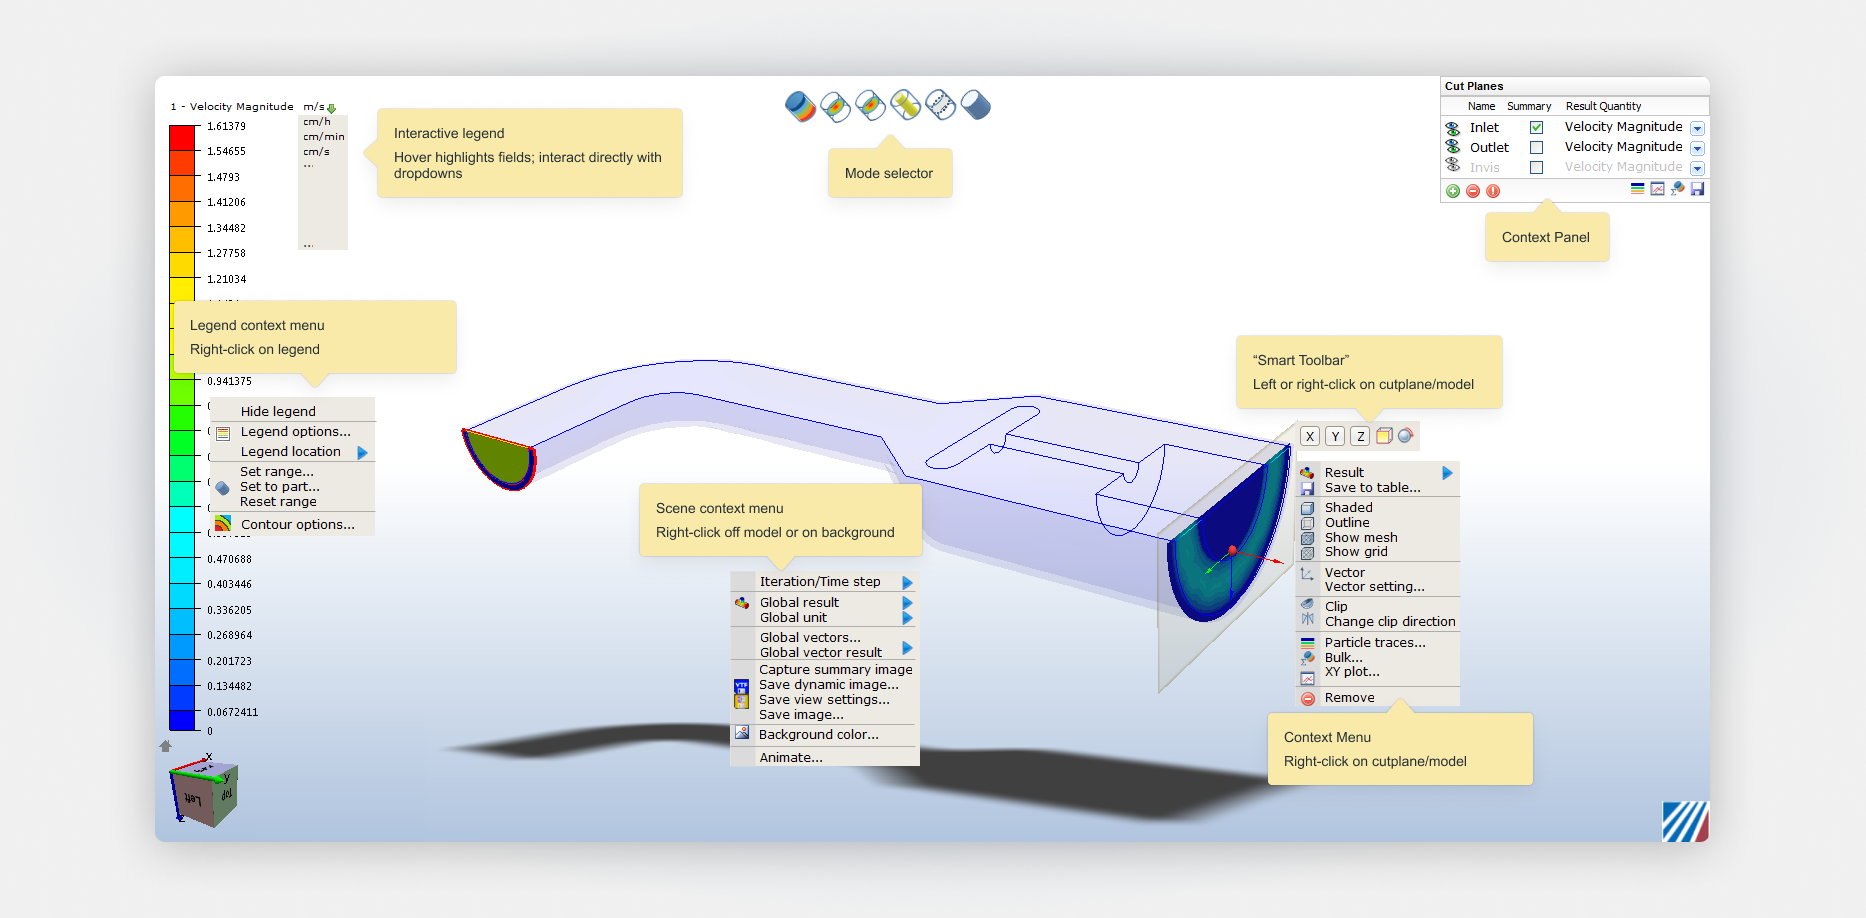 1 - Velocity Magnitude m/s
cm/h
cm/min
cm/s
...
...
1.61379
1.54655
1.4793
1.41206
1.34482
1.27758
1.21034
0.941375
0.470688
0.403446
0.336205
0.268964
0.201723
0.134482
0.0672411
0
Interactive legend
Hover highlights fields; interact directly with
dropdowns
Mode selector
Cut Planes
Name Summary Result Quantity
Inlet Velocity Magnitude
Outlet Velocity Magnitude
Invis Velocity Magnitude
Context Panel
Legend context menu
Right-click on legend
Hide legend
Legend options...
Legend location
Set range...
Set to part...
Reset range
Contour options...
“Smart Toolbar”
Left or right-click on cutplane/model
X Y Z
Result
Save to table...
Shaded
Outline
Show mesh
Show grid
Vector
Vector setting...
Clip
Change clip direction
Particle traces...
Bulk...
XY plot...
Remove
Context Menu
Right-click on cutplane/model
Scene context menu
Right-click off model or on background
Iteration/Time step
Global result
Global unit
Global vectors...
Global vector result
Capture summary image
Save dynamic image...
Save view settings...
Save image...
Background color...
Animate...
VTF
X
Y
Z
Left
Top